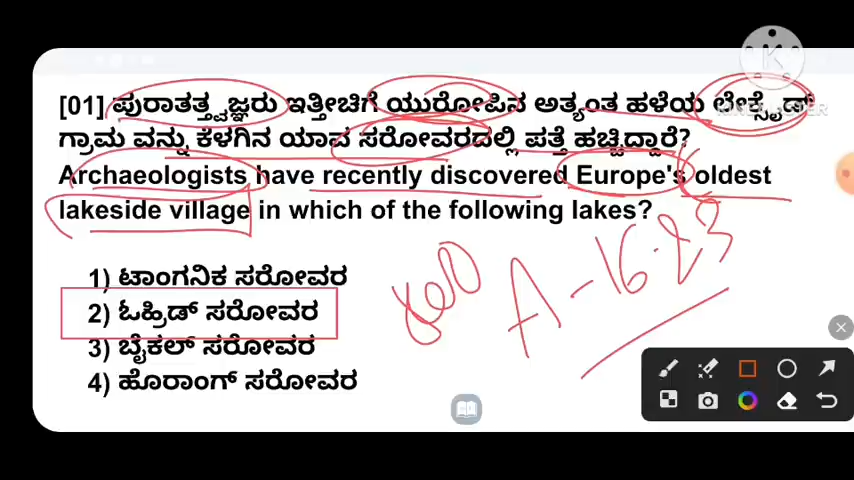 [01] ಪುರಾತತ್ತ್ವಜ್ಞರು ಇತ್ತೀಚಿಗೆ ಯುರೋಪಿನ ಅತ್ಯಂತ ಹಳೆಯ ಲೇಕ್ಸೈಡ್
ಗ್ರಾಮ ವನ್ನು ಕೆಳಗಿನ ಯಾವ ಸರೋವರದಲ್ಲಿ ಪತ್ತೆ ಹಚ್ಚಿದ್ದಾರೆ?
Archaeologists have recently discovered Europe's oldest
lakeside village in which of the following lakes?
1) ಟಾಂಗನಿಕ ಸರೋವರ
2) ಓಹ್ರಿಡ್ ಸರೋವರ
3) ಬೈಕಲ್ ಸರೋವರ
4) ಹೊರಾಂಗ್ ಸರೋವರ
A-16.23